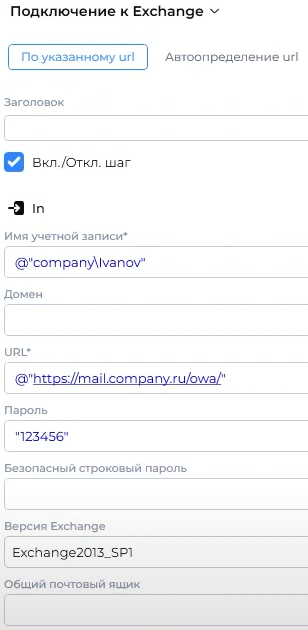 Подключение к Exchange
По указанному url
Автоопределение url
Заголовок
Вкл./Откл. шаг
In
Имя учетной записи*
@"company\Ivanov"
Домен
URL*
@"https://mail.company.ru/owa/"
Пароль
"123456"
Безопасный строковый пароль
Версия Exchange
Exchange2013_SP1
Общий почтовый ящик